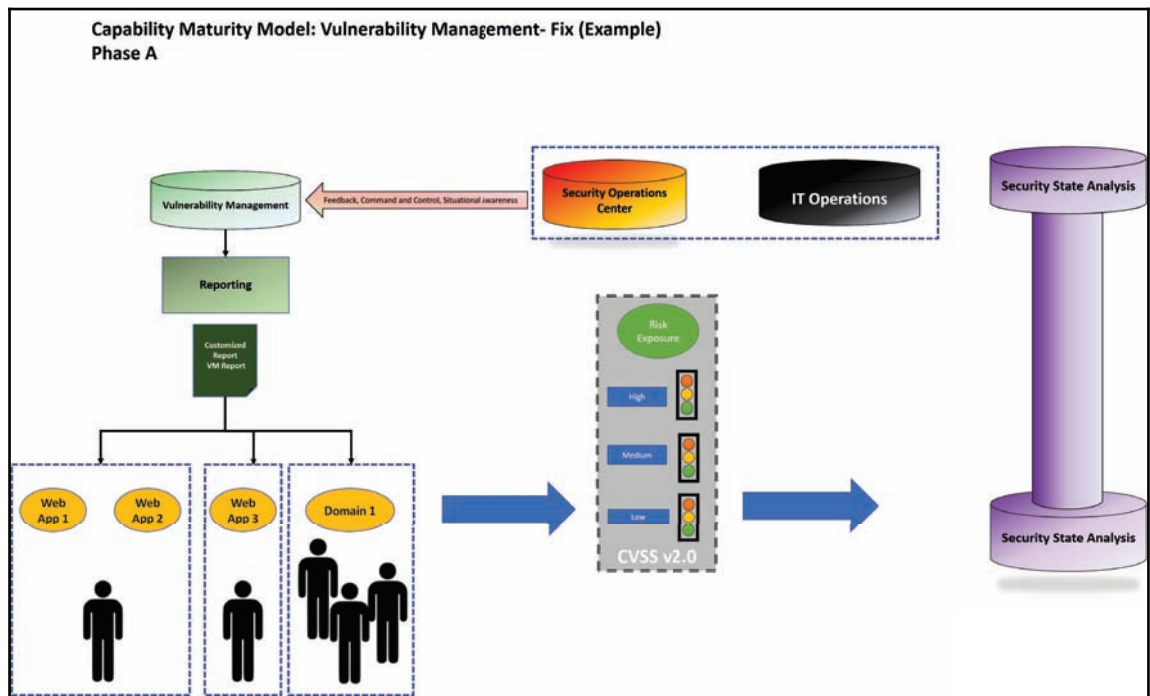 Capability Maturity Model: Vulnerability Management- Fix (Example)
Phase A
Vulnerability Management
Feedback, Command and Control, Situational Awareness
Security Operations
Center
IT Operations
Security State Analysis
Reporting
Customized
Report
VM Report
Risk
Exposure
High
Medium
Low
CVSS v2.0
Web
App 1
Web
App 2
Web
App 3
Domain 1
Security State Analysis